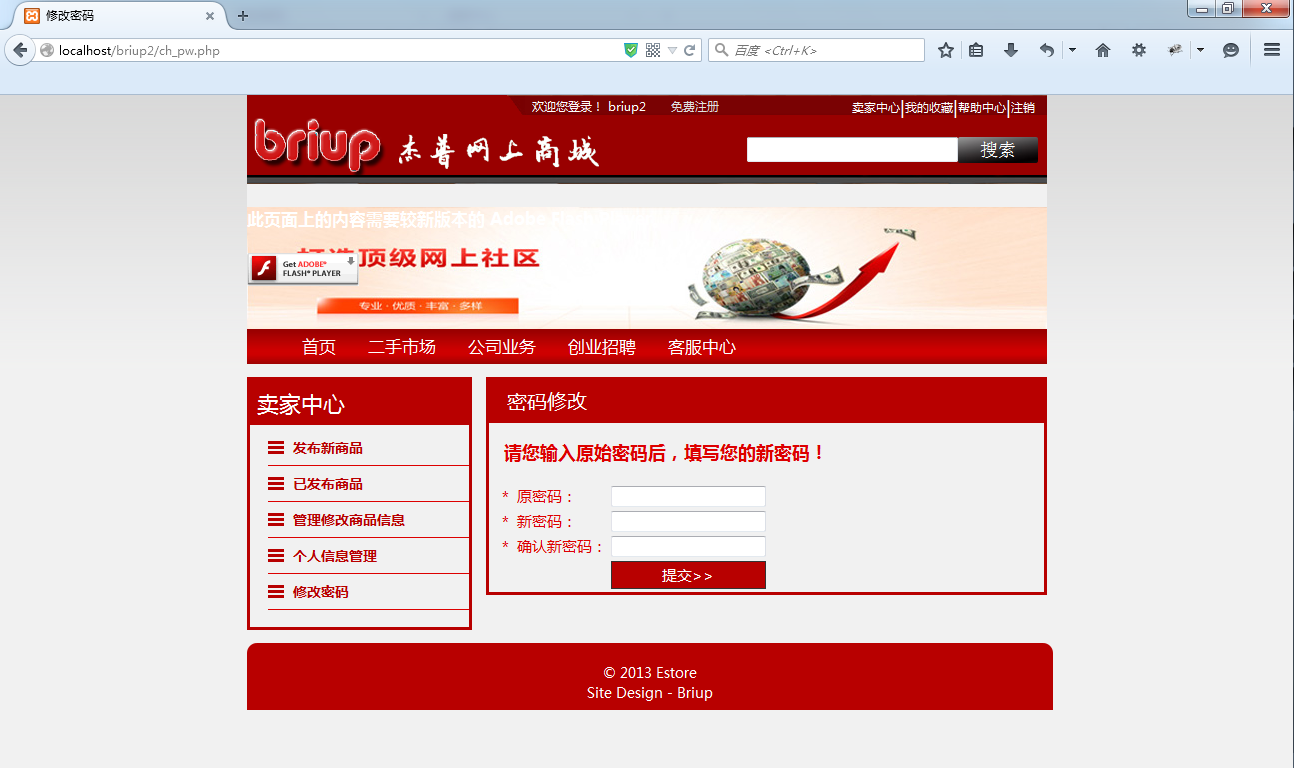 修改密码
localhost/briup2/ch_pw.php
百度 <Ctrl+K>
欢迎您登录！ briup2 免费注册
卖家中心|我的收藏|帮助中心|注销
briup 杰普网上商城
搜索
此页面上的内容需要较新版本的 Adobe Flash
打造顶级网上社区
Get ADOBE®
FLASH® PLAYER
专业 · 优质 · 丰富 · 多样
首页 二手市场 公司业务 创业招聘 客服中心
卖家中心
发布新商品
已发布商品
管理修改商品信息
个人信息管理
修改密码
密码修改
请您输入原始密码后，填写您的新密码！
* 原密码：
* 新密码：
* 确认新密码：
提交>>
© 2013 Estore
Site Design - Briup